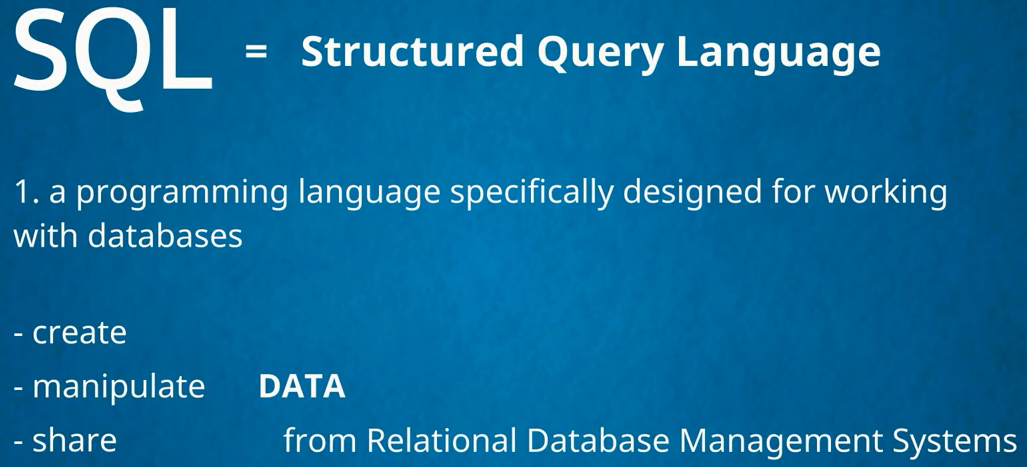 SQL = Structured Query Language
1. a programming language specifically designed for working
with databases
- create
- manipulate DATA
- share from Relational Database Management Systems